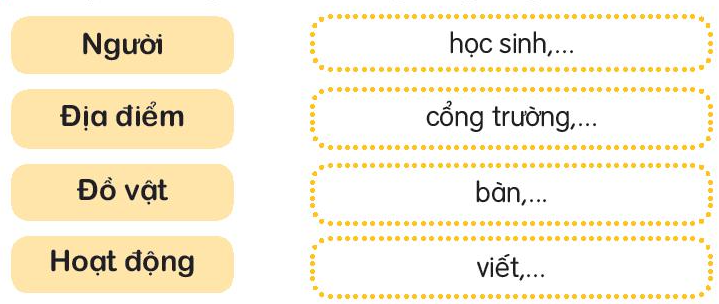 Người
học sinh,...
Địa điểm
cổng trường,...
Đồ vật
bàn,...
Hoạt động
viết,...